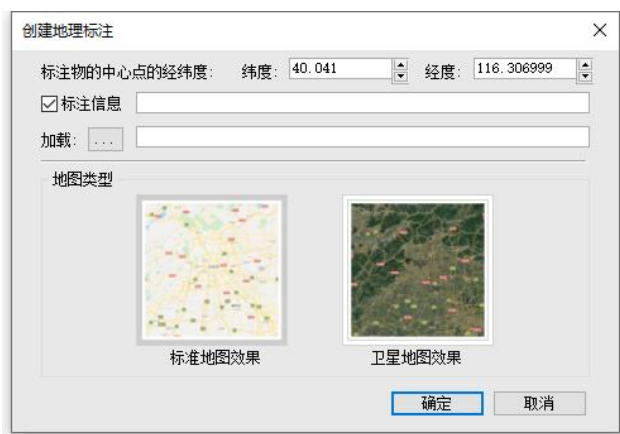 创建地理标注
标注物的中心点的经纬度: 纬度: 40.041 经度: 116.306999
标注信息
加载: ...
地图类型
标准地图效果 卫星地图效果
确定 取消